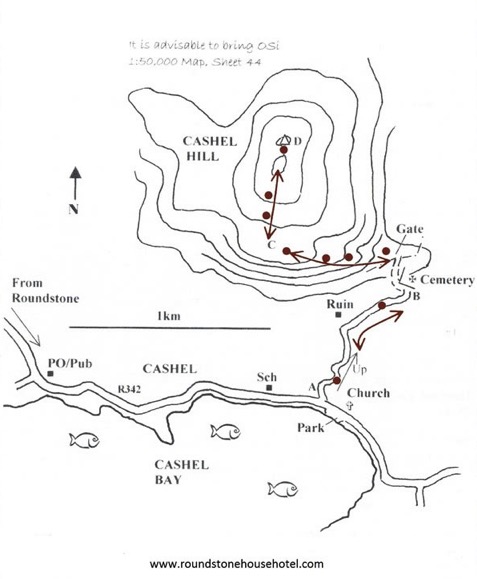 It is advisable to bring OSi
1:50,000 Map, Sheet 44
CASHEL
HILL
D
N
C
Gate
Cemetery
B
From
Roundstone
Ruin
1km
PO/Pub
CASHEL
Up
R342
Sch
A
Church
Park
CASHEL
BAY
www.roundstonehousehotel.com